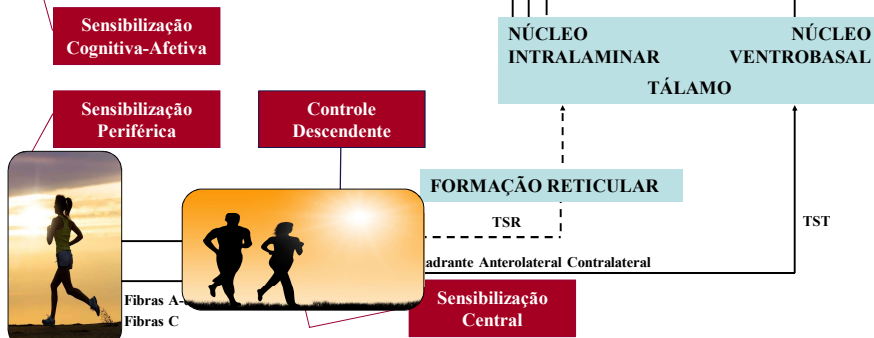 Sensibilização
Cognitiva-Afetiva
NÚCLEO
INTRALAMINAR
NÚCLEO
VENTROBASAL
TÁLAMO
Sensibilização
Periférica
Controle
Descendente
FORMAÇÃO RETICULAR
TSR
TST
Anterolateral Contralateral
Fibras
Fibras C
Sensibilização
Central